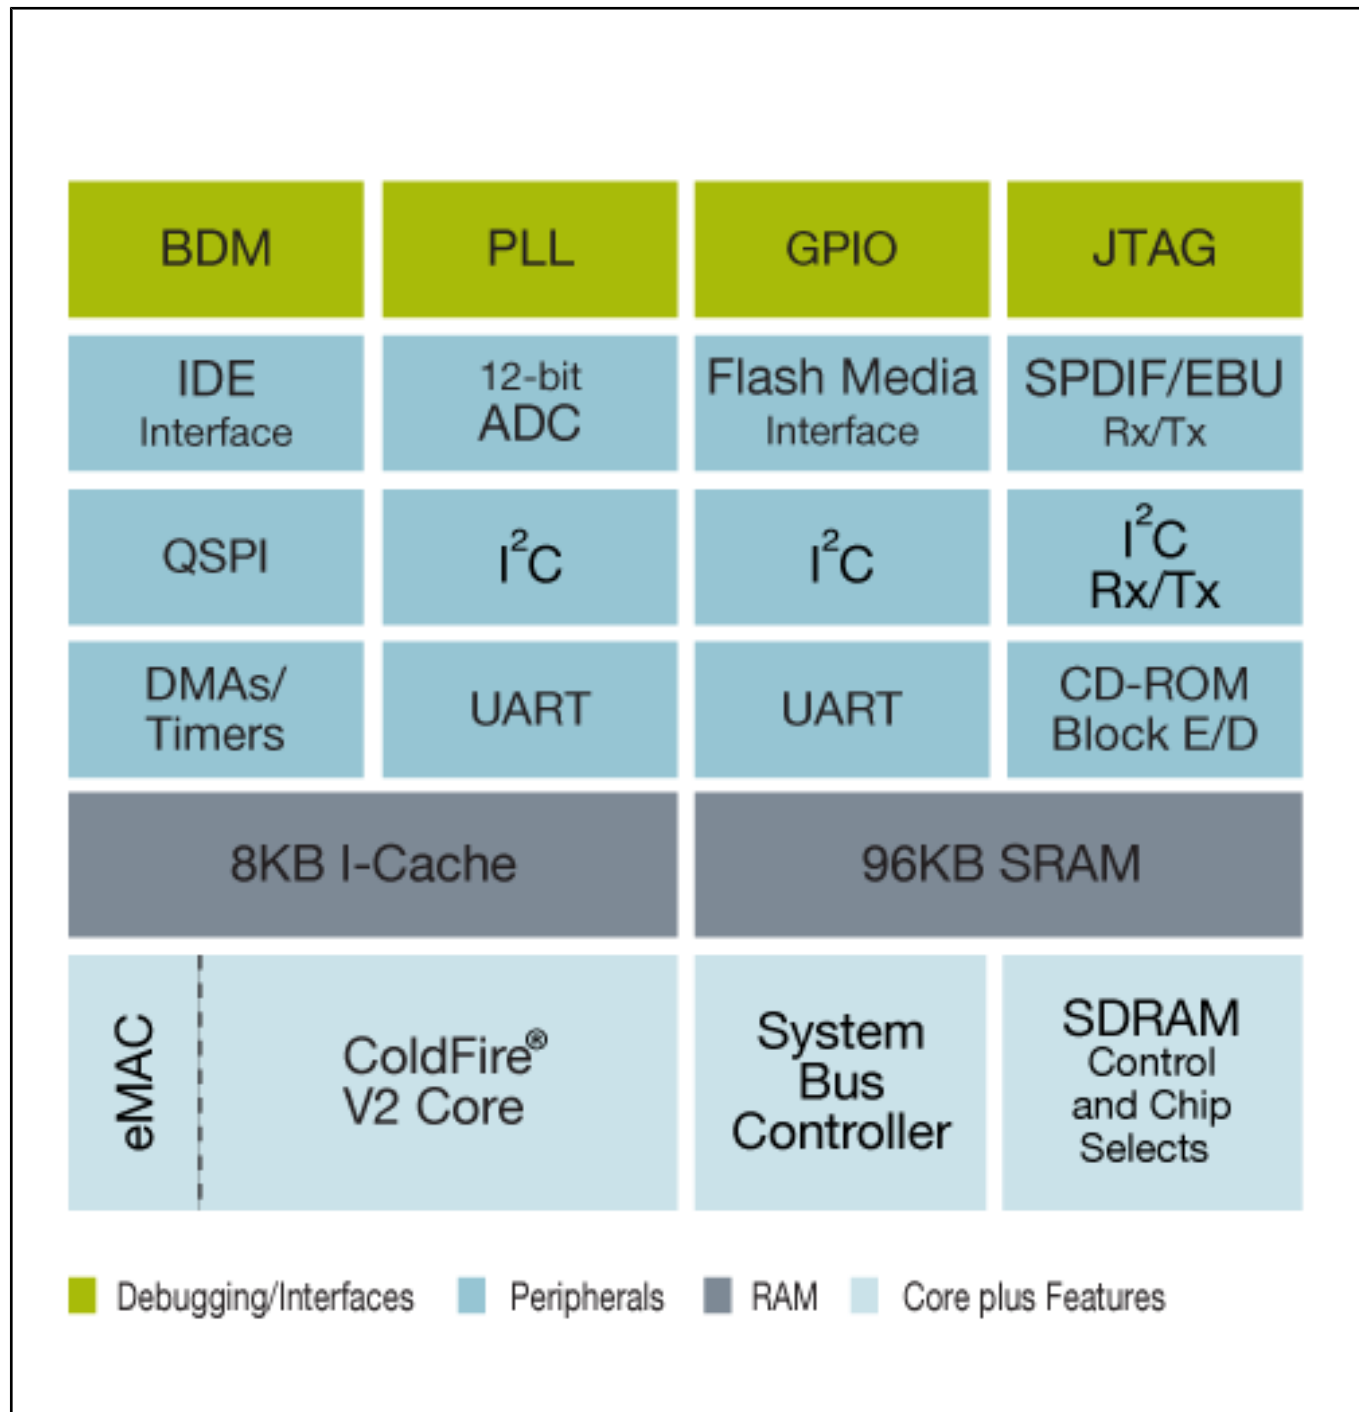 BDM
PLL
GPIO
JTAG
IDE
Interface
12-bit
ADC
Flash Media
Interface
SPDIF/EBU
Rx/Tx
QSPI
I²C
I²C
I²C
Rx/Tx
DMAs/
Timers
UART
UART
CD-ROM
Block E/D
8KB I-Cache
96KB SRAM
eMAC
ColdFire®
V2 Core
System
Bus
Controller
SDRAM
Control
and Chip
Selects
Debugging/Interfaces
Peripherals
RAM
Core plus Features